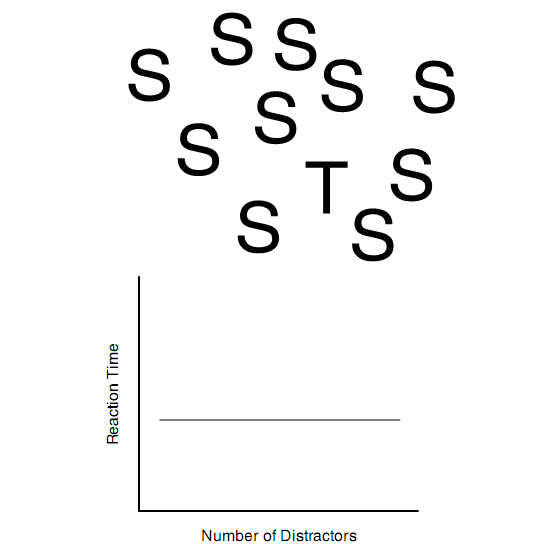 S S
S S S
S
S T S
S S
Reaction Time
Number of Distractors